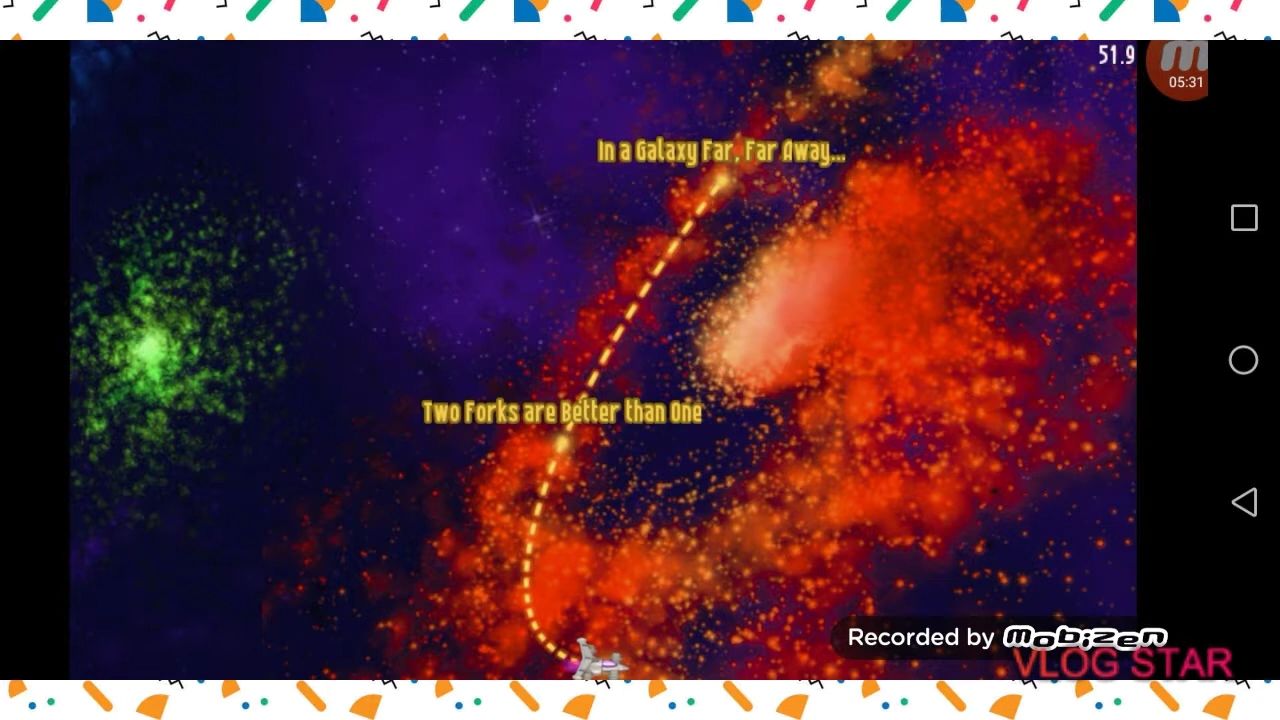 51.9
m
05:31
In a Galaxy Far, Far Away...
Two Forks are Better than One
Recorded by mobizen
VLOG STAR